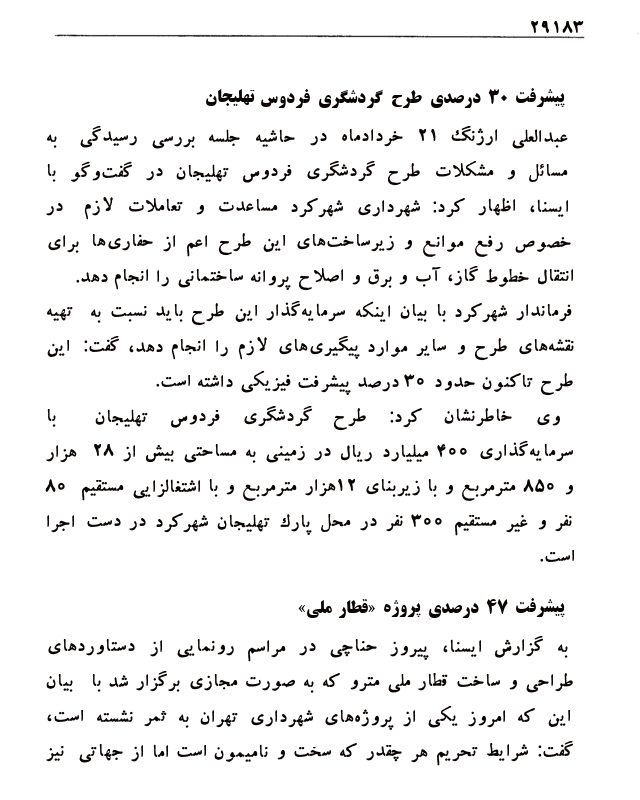 ۲۹۱۸۳
پیشرفت ۳۰ درصدی طرح گردشگری فردوس تهلیجان
عبدالعلی ارژنگ ۲۱ خردادماه در حاشیه جلسه بررسی رسیدگی به
مسائل و مشکلات طرح گردشگری فردوس تهلیجان در گفت‌وگو با
ایسنا، اظهار کرد: شهرداری شهرکرد مساعدت و تعاملات لازم در
خصوص رفع موانع و زیرساخت‌های این طرح اعم از حفاری‌ها برای
انتقال خطوط گاز، آب و برق و اصلاح پروانه ساختمانی را انجام دهد.
فرماندار شهرکرد با بیان اینکه سرمایه‌گذار این طرح باید نسبت به تهیه
نقشه‌های طرح و سایر موارد پیگیری‌های لازم را انجام دهد، گفت: این
طرح تاکنون حدود ۳۰ درصد پیشرفت فیزیکی داشته است.
وی خاطرنشان کرد: طرح گردشگری فردوس تهلیجان با
سرمایه‌گذاری ۴۰۰ میلیارد ریال در زمینی به مساحتی بیش از ۲۸ هزار
و ۸۵۰ مترمربع و با زیربنای ۱۲هزار مترمربع و با اشتغالزایی مستقیم ۸۰
نفر و غیر مستقیم ۳۰۰ نفر در محل پارك تهلیجان شهرکرد در دست اجرا
است.
پیشرفت ۴۷ درصدی پروژه «قطار ملی»
به گزارش ایسنا، پیروز حناچی در مراسم رونمایی از دستاوردهای
طراحی و ساخت قطار ملی مترو که به صورت مجازی برگزار شد با بیان
این که امروز یکی از پروژه‌های شهرداری تهران به ثمر نشسته است،
گفت: شرایط تحریم هر چقدر که سخت و نامیمون است اما از جهاتی نیز